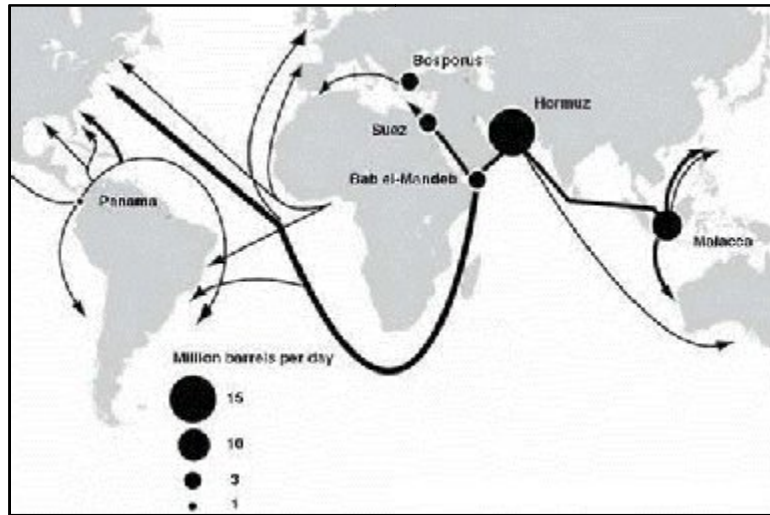 Bosporus
Hormuz
Suez
Bab el-Mandeb
Panama
Malacca
Million barrels per day
15
10
3
1